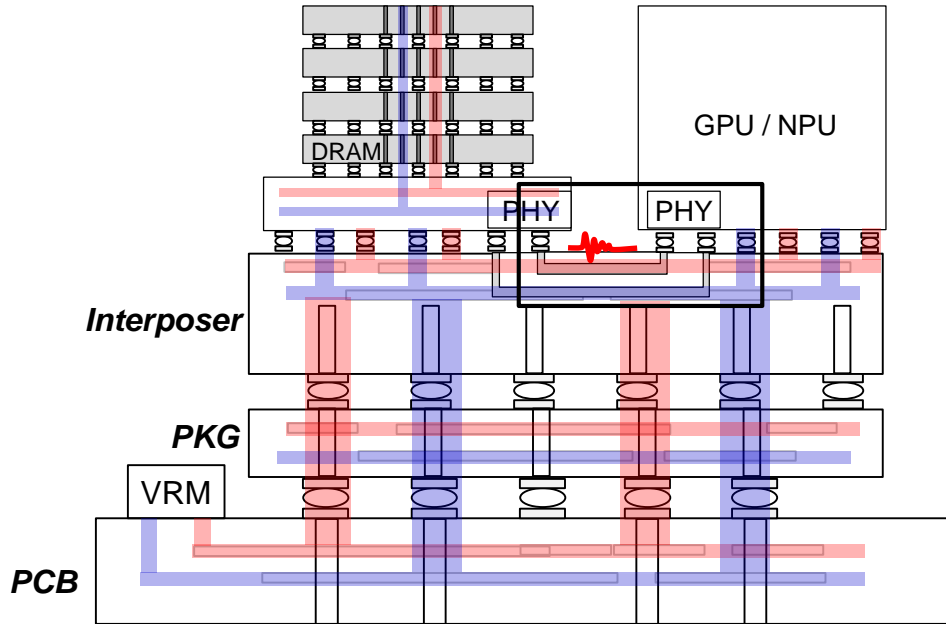 DRAM
GPU / NPU
PHY
PHY
Interposer
PKG
VRM
PCB